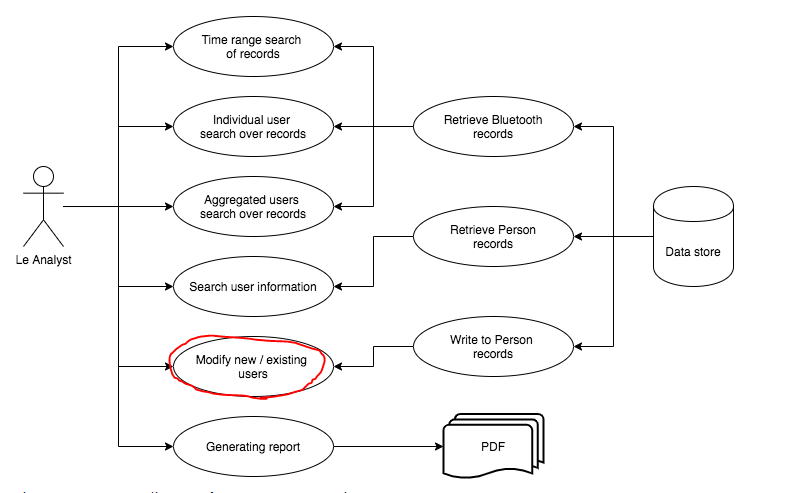 Time range search
of records
Individual user
search over records
Retrieve Bluetooth
records
Aggregated users
search over records
Retrieve Person
records
Le Analyst
Data store
Search user information
Write to Person
records
Modify new / existing
users
Generating report
PDF